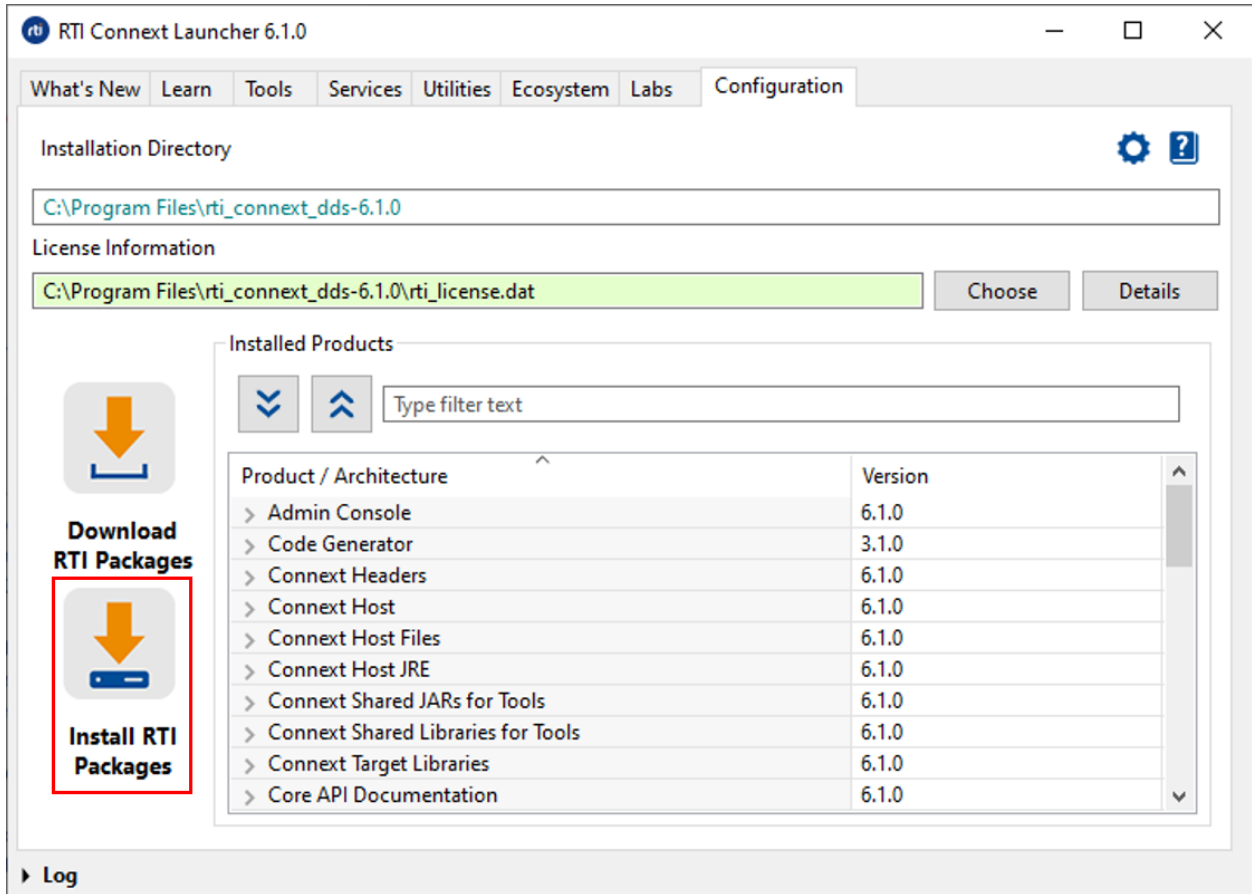 rti RTI Connext Launcher 6.1.0
What's New Learn Tools Services Utilities Ecosystem Labs Configuration
Installation Directory
C:\Program Files\rti_connext_dds-6.1.0
License Information
C:\Program Files\rti_connext_dds-6.1.0\rti_license.dat Choose Details
Installed Products
Type filter text
Product / Architecture Version
Admin Console 6.1.0
Code Generator 3.1.0
Connext Headers 6.1.0
Connext Host 6.1.0
Connext Host Files 6.1.0
Connext Host JRE 6.1.0
Connext Shared JARs for Tools 6.1.0
Connext Shared Libraries for Tools 6.1.0
Connext Target Libraries 6.1.0
Core API Documentation 6.1.0
Download
RTI Packages
Install RTI
Packages
Log